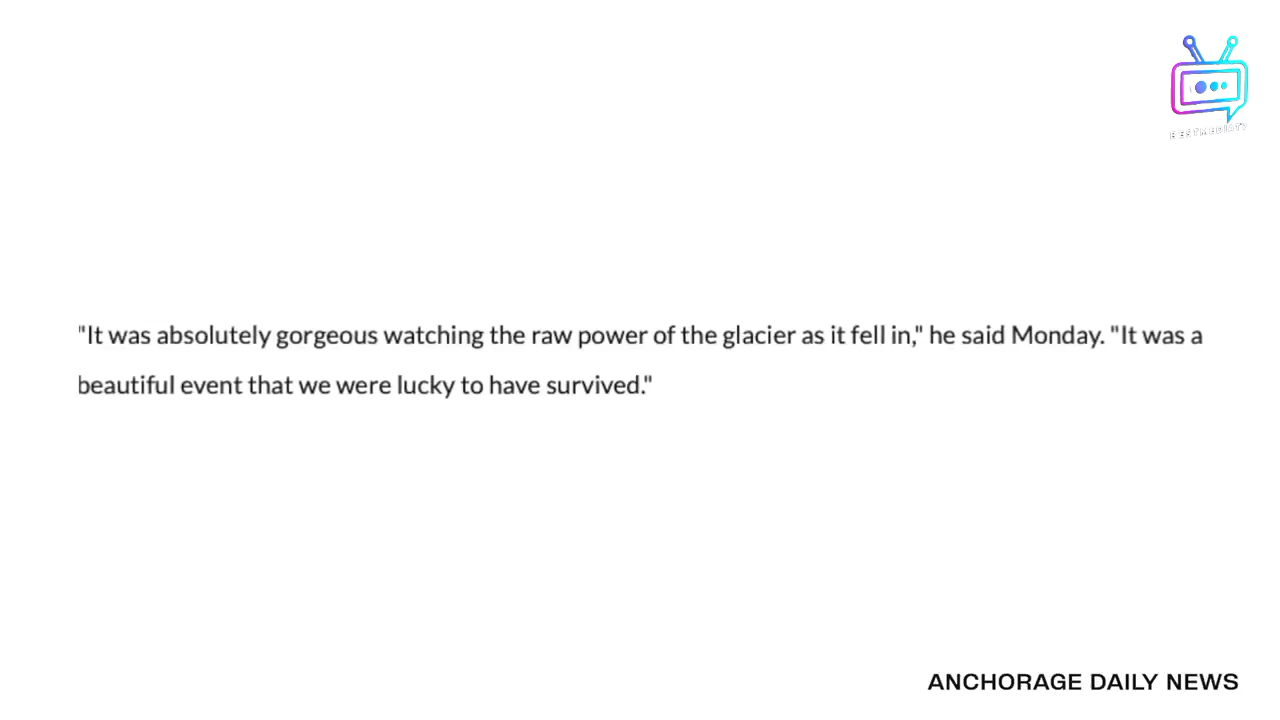 "It was absolutely gorgeous watching the raw power of the glacier as it fell in," he said Monday. "It was a
beautiful event that we were lucky to have survived."
ANCHORAGE DAILY NEWS